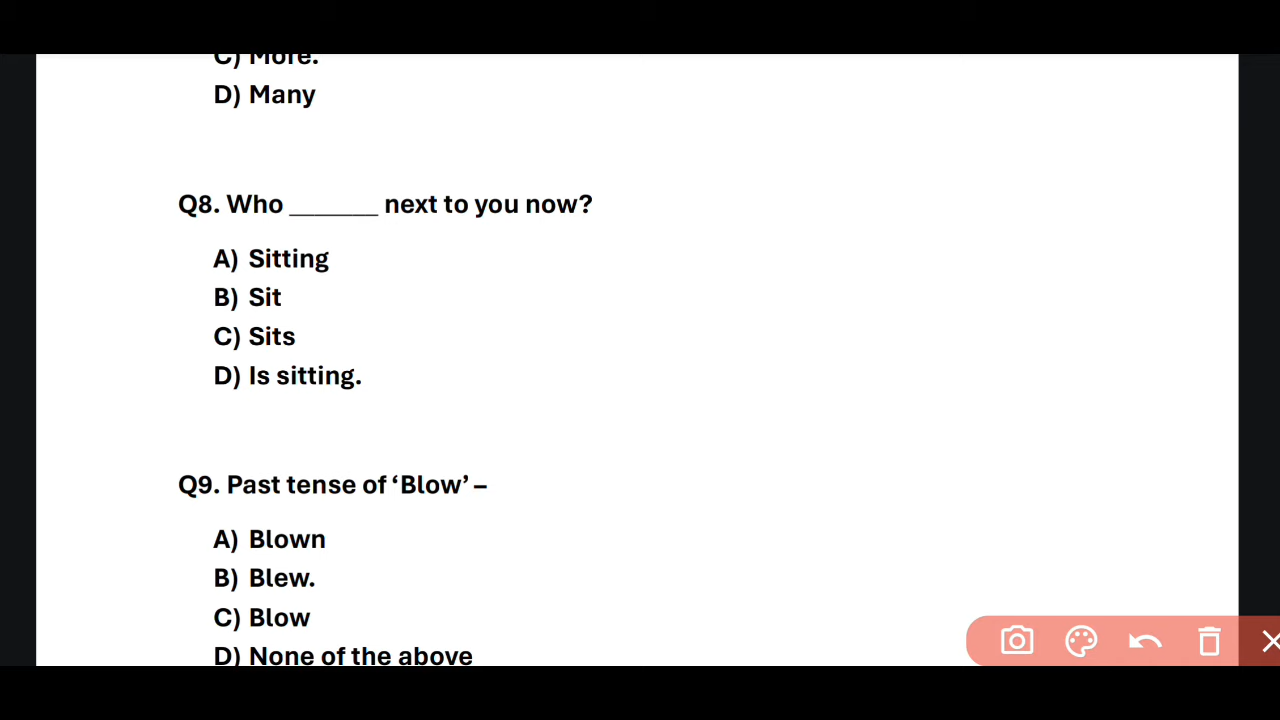 C) More.
D) Many
Q8. Who _______ next to you now?
A) Sitting
B) Sit
C) Sits
D) Is sitting.
Q9. Past tense of ‘Blow’ –
A) Blown
B) Blew.
C) Blow
D) None of the above